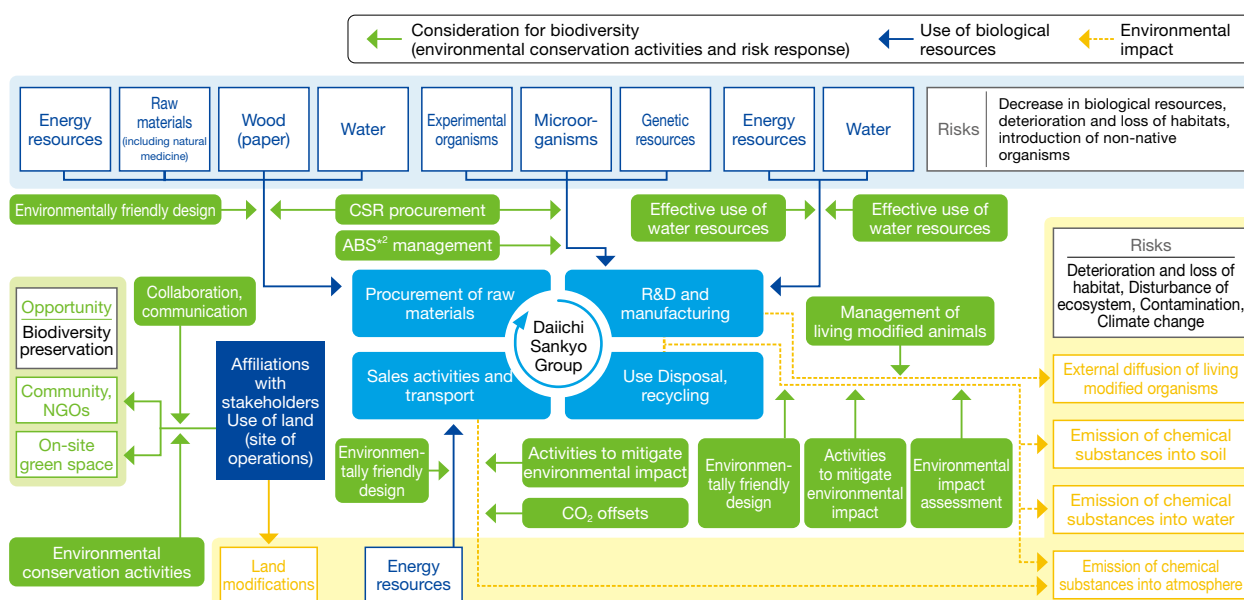 Consideration for biodiversity
(environmental conservation activities and risk response)
Use of biological
resources
Environmental
impact
Energy
resources
Raw
materials
(including natural
medicine)
Wood
(paper)
Water
Experimental
organisms
Microor-
ganisms
Genetic
resources
Energy
resources
Water
Risks
Decrease in biological resources,
deterioration and loss of habitats,
introduction of non-native
organisms
Environmentally friendly design
CSR procurement
ABS*2 management
Effective use of
water resources
Effective use of
water resources
Risks
Deterioration and loss of
habitat, Disturbance of
ecosystem, Contamination,
Climate change
Opportunity
Biodiversity
preservation
Collaboration,
communication
Procurement of raw
materials
R&D and
manufacturing
Daiichi
Sankyo
Group
Sales activities and
transport
Use Disposal,
recycling
Management of
living modified animals
Community,
NGOs
On-site
green space
Affiliations
with
stakeholders
Use of land
(site of
operations)
External diffusion of living
modified organisms
Emission of chemical
substances into soil
Emission of chemical
substances into water
Emission of chemical
substances into atmosphere
Environmen-
tally friendly
design
Activities to mitigate
environmental impact
CO₂ offsets
Environmen-
tally friendly
design
Activities
to mitigate
environmental
impact
Environmental
impact
assessment
Environmental
conservation activities
Land
modifications
Energy
resources